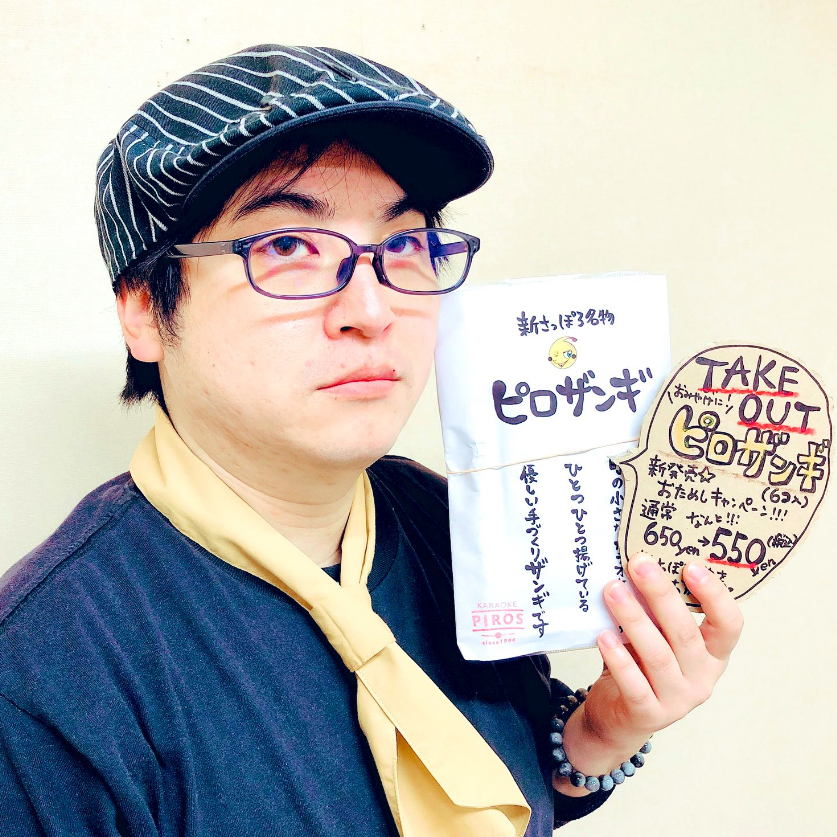 新さっぽろ名物
ピロザンギ
ひとつひとつ揚げている
優しい手づくりザンギです
KARAOKE
PIROS
since 1988
TAKE
OUT
おみやげに!
ピロザンギ
新発売☆
おためしキャンペーン!!!
(6コ入)
通常
なんと!!!
650yen→550yen
(税込)